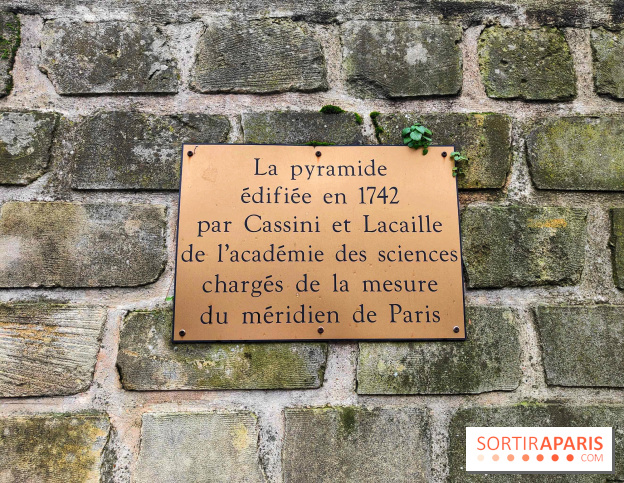 La pyramide
édifiée en 1742
par Cassini et Lacaille
de l'académie des sciences
chargés de la mesure
du méridien de Paris
SORTIRAPARIS
.COM